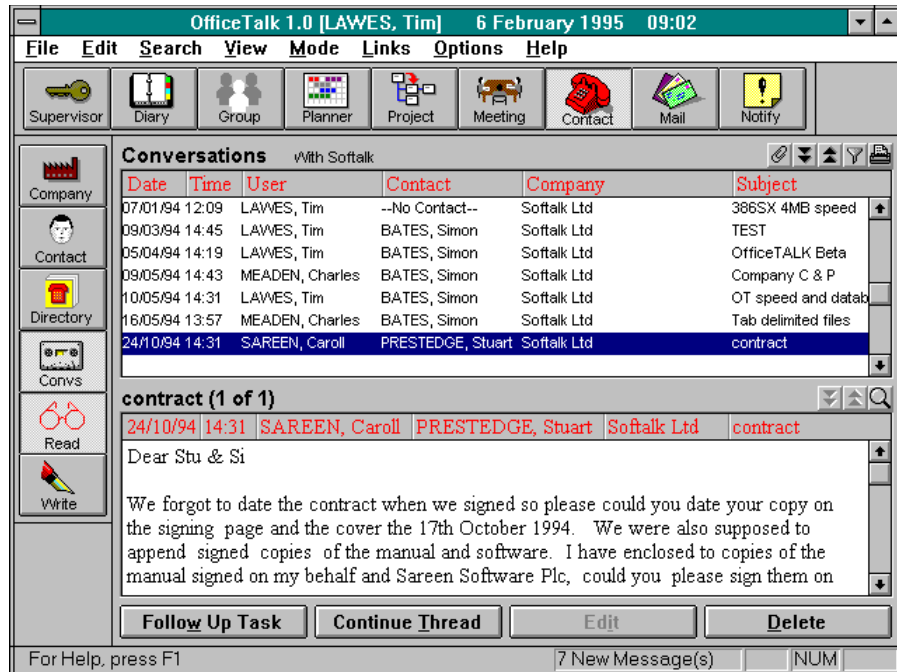 OfficeTalk 1.0 [LAWES, Tim] 6 February 1995 09:02
File Edit Search View Mode Links Options Help
Supervisor Diary Group Planner Project Meeting Contact Mail Notify
Company
Contact
Directory
Convs
Read
Write
Conversations With Softalk
Date Time User Contact Company Subject
07/01/94 12:09 LAWES, Tim --No Contact-- Softalk Ltd 386SX 4MB speed
09/03/94 14:45 LAWES, Tim BATES, Simon Softalk Ltd TEST
05/04/94 14:19 LAWES, Tim BATES, Simon Softalk Ltd OfficeTALK Beta
09/05/94 14:43 MEADEN, Charles BATES, Simon Softalk Ltd Company C & P
10/05/94 14:31 LAWES, Tim BATES, Simon Softalk Ltd OT speed and datab
16/05/94 13:57 MEADEN, Charles BATES, Simon Softalk Ltd Tab delimited files
24/10/94 14:31 SAREEN, Caroll PRESTEDGE, Stuart Softalk Ltd contract
contract (1 of 1)
24/10/94 14:31 SAREEN, Caroll PRESTEDGE, Stuart Softalk Ltd contract
Dear Stu & Si
We forgot to date the contract when we signed so please could you date your copy on
the signing page and the cover the 17th October 1994. We were also supposed to
append signed copies of the manual and software. I have enclosed to copies of the
manual signed on my behalf and Sareen Software Plc, could you please sign them on
Follow Up Task Continue Thread Edit Delete
For Help, press F1 7 New Message(s) NUM